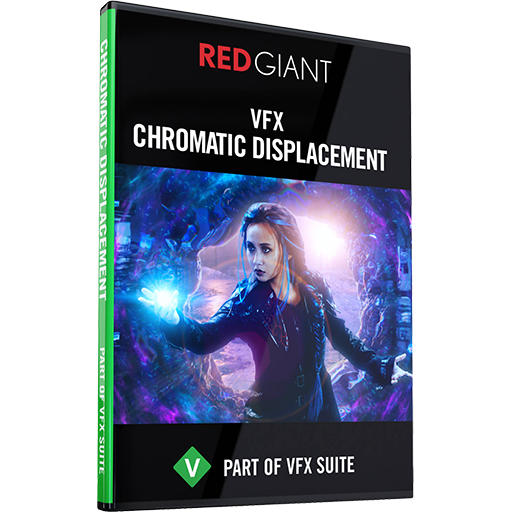 RED GIANT
VFX
CHROMATIC DISPLACEMENT
V
PART OF VFX SUITE
CHROMATIC DISPLACEMENT
PART OF VFX SUITE